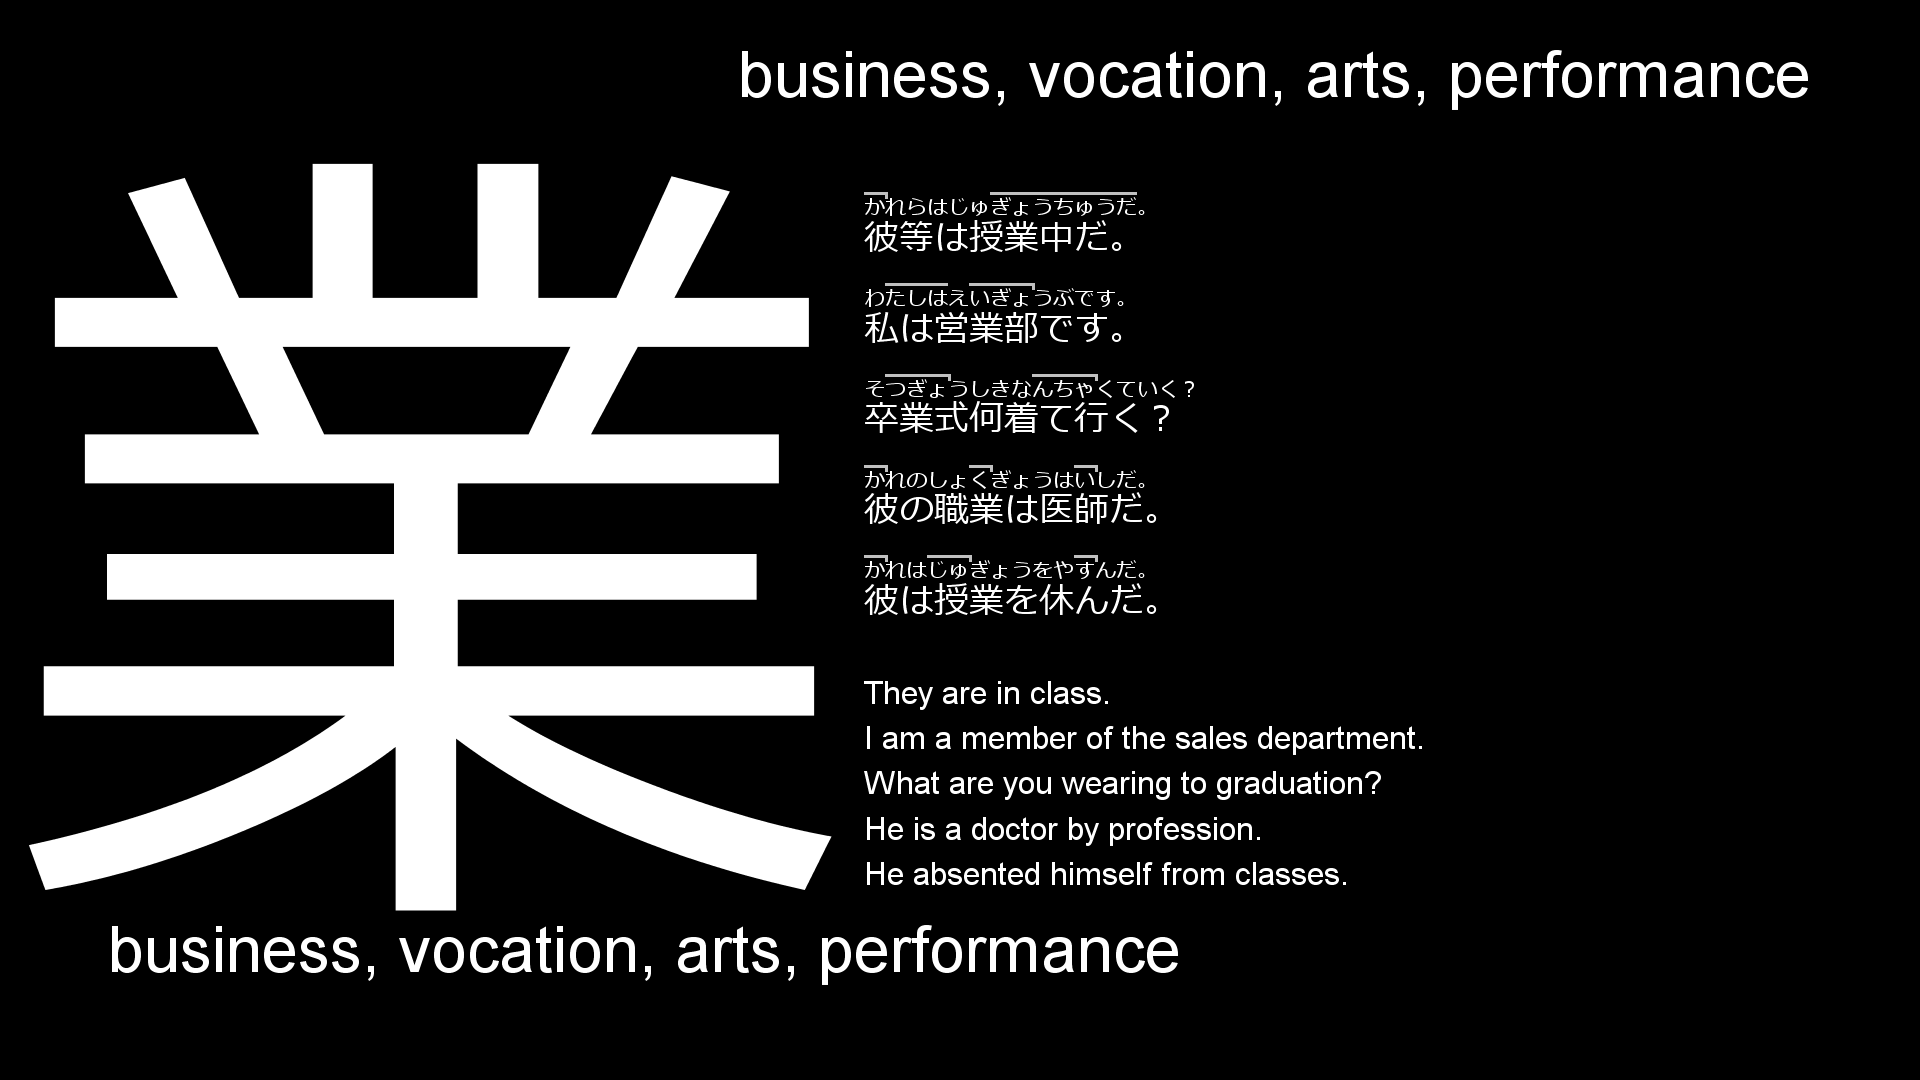 business, vocation, arts, performance
業
かれらはじゅぎょうちゅうだ。
彼等は授業中だ。
わたしはえいぎょうぶです。
私は営業部です。
そつぎょうしきなんちゃくていく？
卒業式何着て行く？
かれのしょくぎょうはいしだ。
彼の職業は医師だ。
かれはじゅぎょうをやすんだ。
彼は授業を休んだ。
They are in class.
I am a member of the sales department.
What are you wearing to graduation?
He is a doctor by profession.
He absented himself from classes.
business, vocation, arts, performance